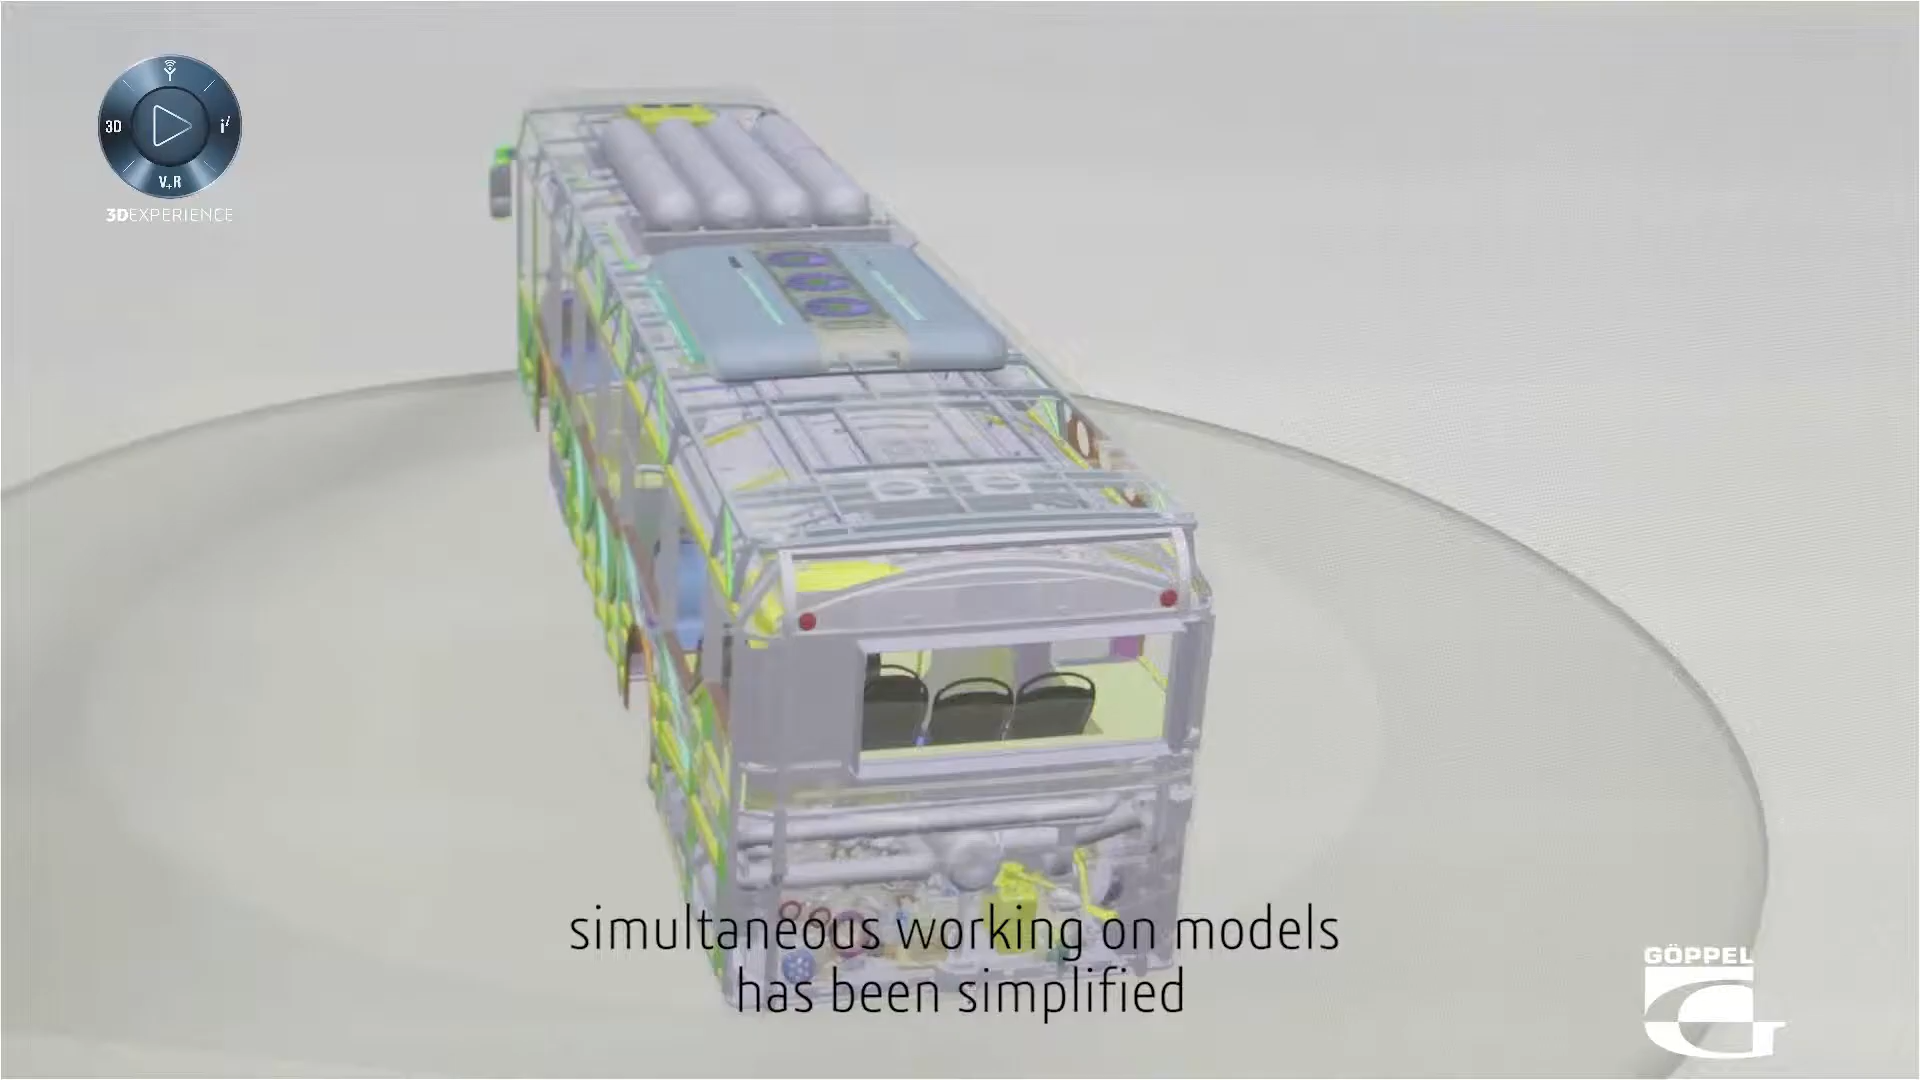 3D
i
V+R
3DEXPERIENCE
simultaneous working on models
has been simplified
GÖPPEL